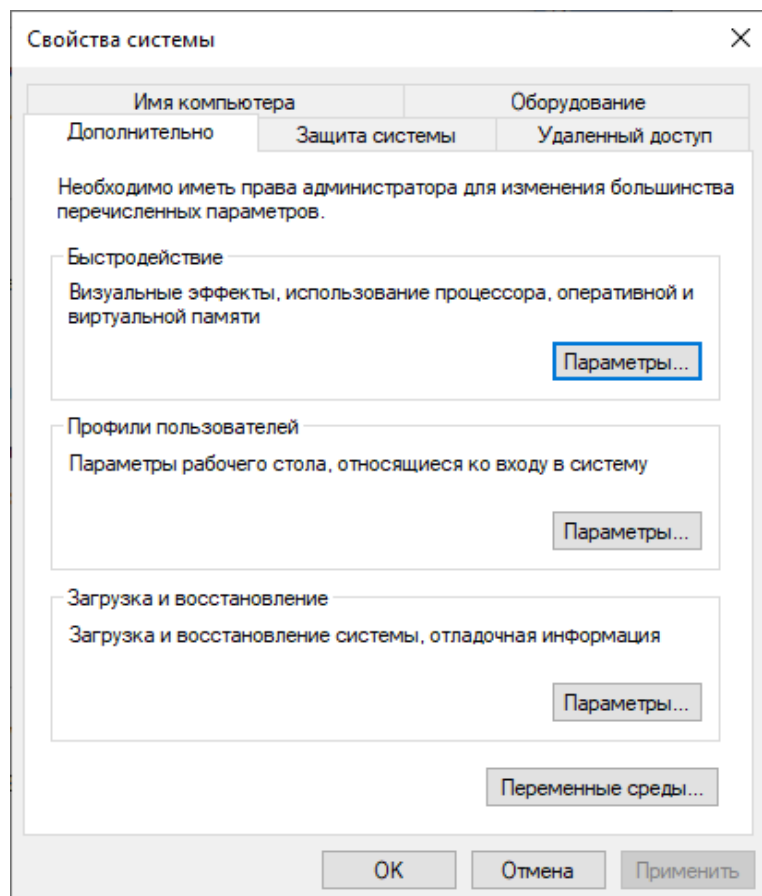 Свойства системы
Имя компьютера
Оборудование
Дополнительно
Защита системы
Удаленный доступ
Необходимо иметь права администратора для изменения большинства
перечисленных параметров.
Быстродействие
Визуальные эффекты, использование процессора, оперативной и
виртуальной памяти
Параметры...
Профили пользователей
Параметры рабочего стола, относящиеся ко входу в систему
Параметры...
Загрузка и восстановление
Загрузка и восстановление системы, отладочная информация
Параметры...
Переменные среды...
ОК
Отмена
Применить